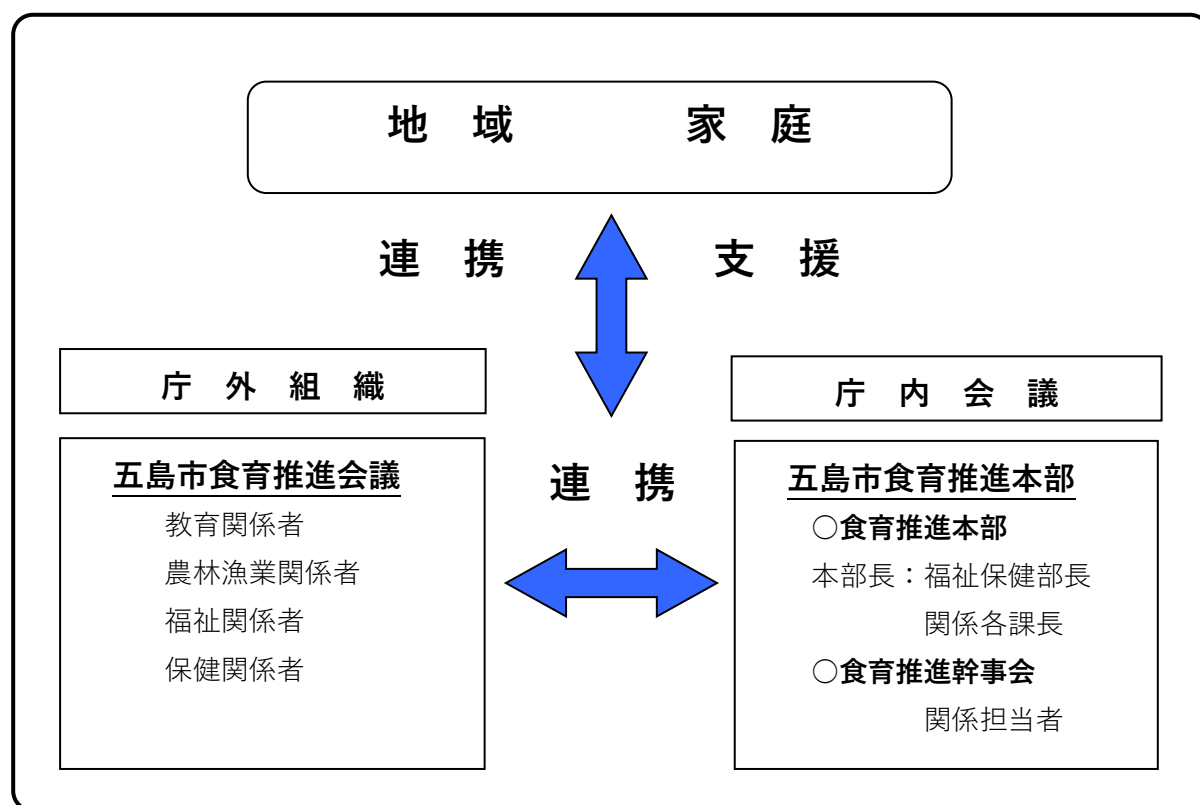 地　域　　　　家　庭
連　携　　　　支　援
庁　外　組　織
五島市食育推進会議
教育関係者
農林漁業関係者
福祉関係者
保健関係者
連　携
庁　内　会　議
五島市食育推進本部
○食育推進本部
本部長：福祉保健部長
関係各課長
○食育推進幹事会
関係担当者